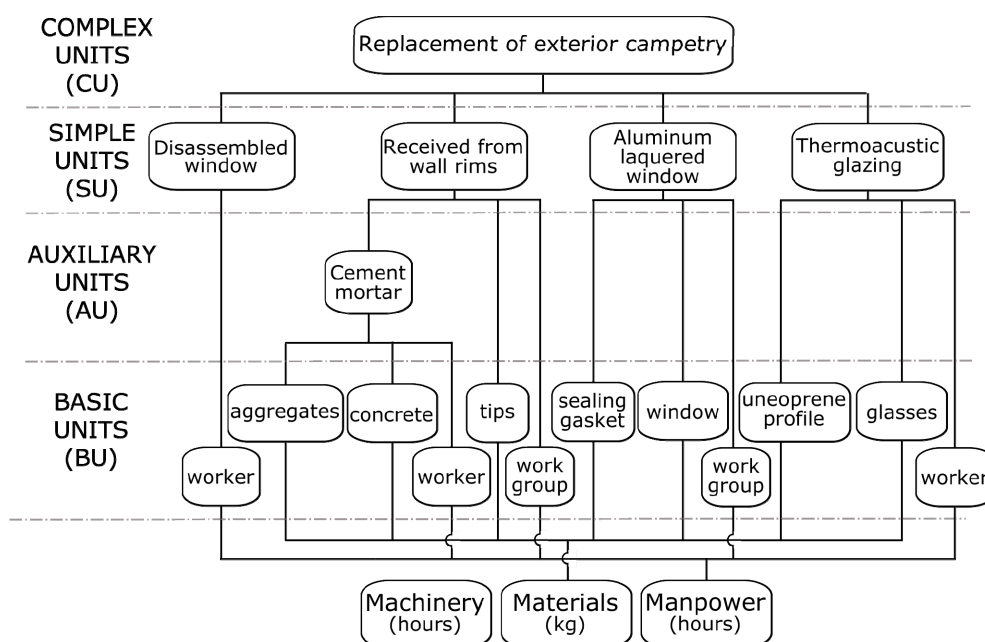 COMPLEX
UNITS
(CU)
Replacement of exterior campetry
SIMPLE
UNITS
(SU)
Disassembled
window
Received from
wall rims
Aluminum
laquered
window
Thermoacustic
glazing
AUXILIARY
UNITS
(AU)
Cement
mortar
BASIC
UNITS
(BU)
aggregates
concrete
tips
sealing
gasket
window
uneoprene
profile
glasses
worker
worker
work
group
work
group
worker
Machinery
(hours)
Materials
(kg)
Manpower
(hours)